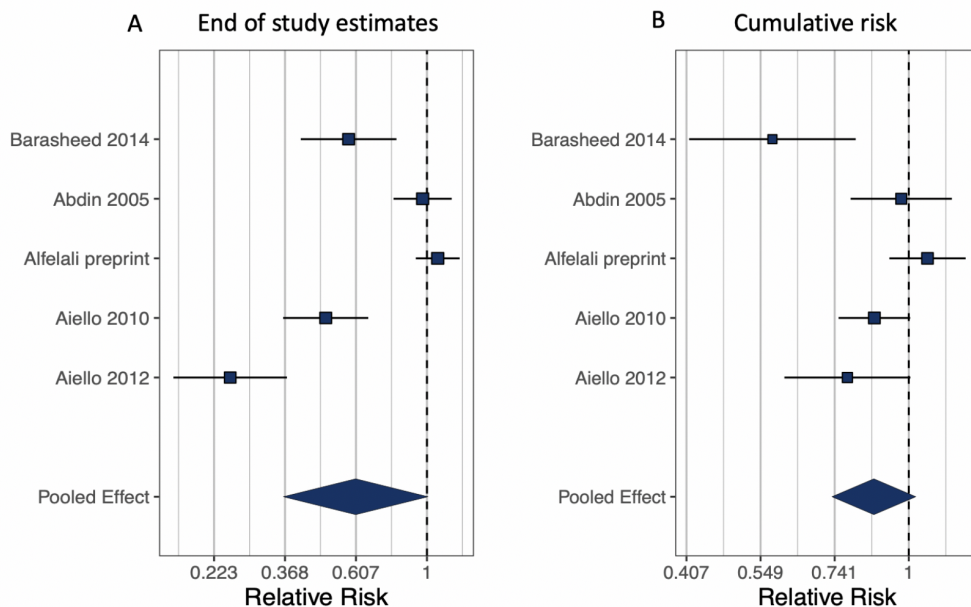 A End of study estimates
Barasheed 2014
Abdin 2005
Alfelali preprint
Aiello 2010
Aiello 2012
Pooled Effect
0.223 0.368 0.607 1
Relative Risk
B Cumulative risk
Barasheed 2014
Abdin 2005
Alfelali preprint
Aiello 2010
Aiello 2012
Pooled Effect
0.407 0.549 0.741 1
Relative Risk